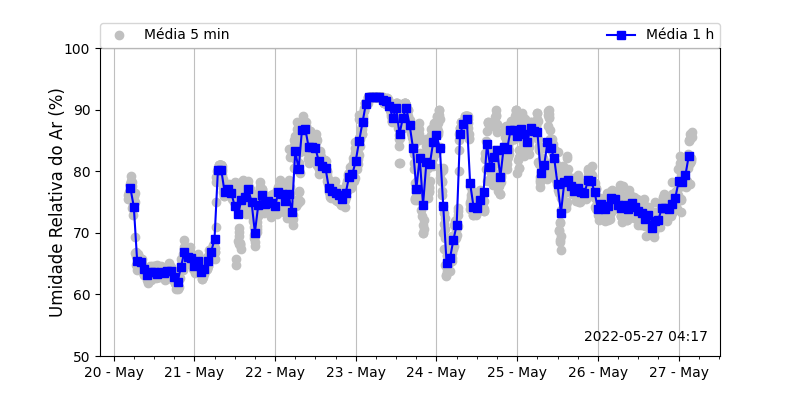 Média 5 min
Média 1 h
Umidade Relativa do Ar (%)
100
90
80
70
60
50
2022-05-27 04:17
20 - May
21 - May
22 - May
23 - May
24 - May
25 - May
26 - May
27 - May